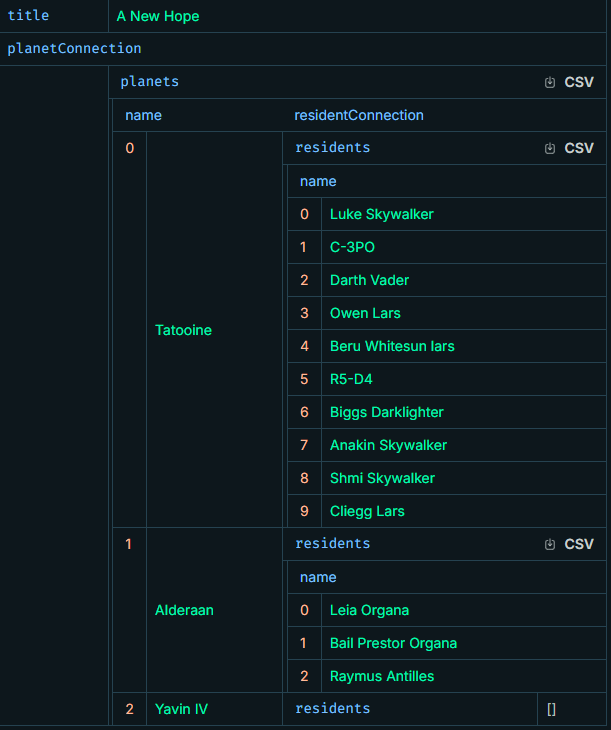 title A New Hope
planetConnection
planets CSV
name residentConnection
0 Tatooine residents CSV
name
0 Luke Skywalker
1 C-3PO
2 Darth Vader
3 Owen Lars
4 Beru Whitesun lars
5 R5-D4
6 Biggs Darklighter
7 Anakin Skywalker
8 Shmi Skywalker
9 Cliegg Lars
1 Alderaan residents CSV
name
0 Leia Organa
1 Bail Prestor Organa
2 Raymus Antilles
2 Yavin IV residents []